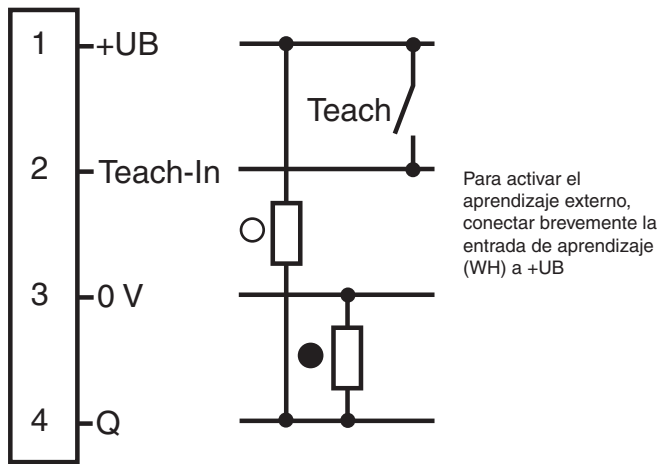 1 +UB
Teach
2 Teach-In
Para activar el
aprendizaje externo,
conectar brevemente la
entrada de aprendizaje
(WH) a +UB
3 0 V
4 Q